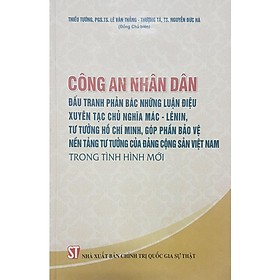 THIẾU TƯỚNG, PGS.TS. LÊ VĂN THẮNG - THƯỢNG TÁ, TS. NGUYỄN ĐỨC HÀ
(Đồng Chủ biên)
CÔNG AN NHÂN DÂN
ĐẤU TRANH PHẢN BÁC NHỮNG LUẬN ĐIỆU
XUYÊN TẠC CHỦ NGHĨA MÁC - LÊNIN,
TƯ TƯỞNG HỒ CHÍ MINH, GÓP PHẦN BẢO VỆ
NỀN TẢNG TƯ TƯỞNG CỦA ĐẢNG CỘNG SẢN VIỆT NAM
TRONG TÌNH HÌNH MỚI
ST
NHÀ XUẤT BẢN CHÍNH TRỊ QUỐC GIA SỰ THẬT